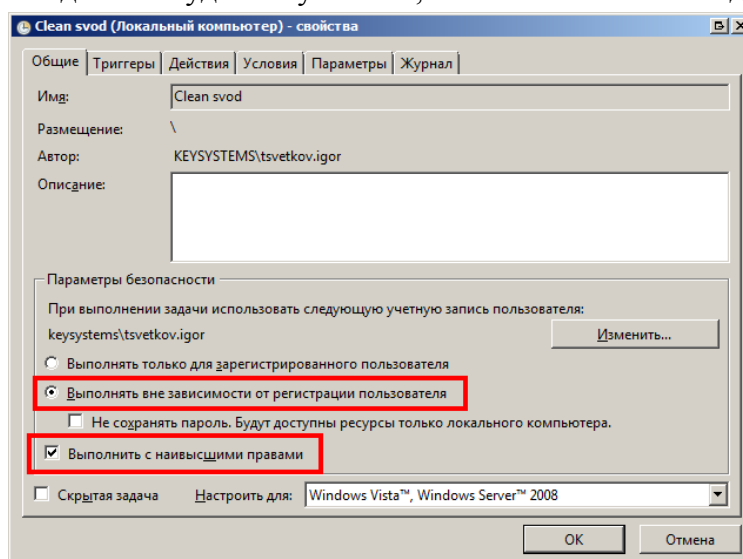 Clean svod (Локальный компьютер) - свойства
Общие Триггеры Действия Условия Параметры Журнал
Имя: Clean svod
Размещение: \
Автор: KEYSYSTEMS\tsvetkov.igor
Описание:
Параметры безопасности
При выполнении задачи использовать следующую учетную запись пользователя:
keysystems\tsvetkov.igor Изменить...
Выполнять только для зарегистрированного пользователя
Выполнять вне зависимости от регистрации пользователя
Не сохранять пароль. Будут доступны ресурсы только локального компьютера.
Выполнить с наивысшими правами
Скрытая задача Настроить для: Windows Vista™, Windows Server™ 2008
OK Отмена